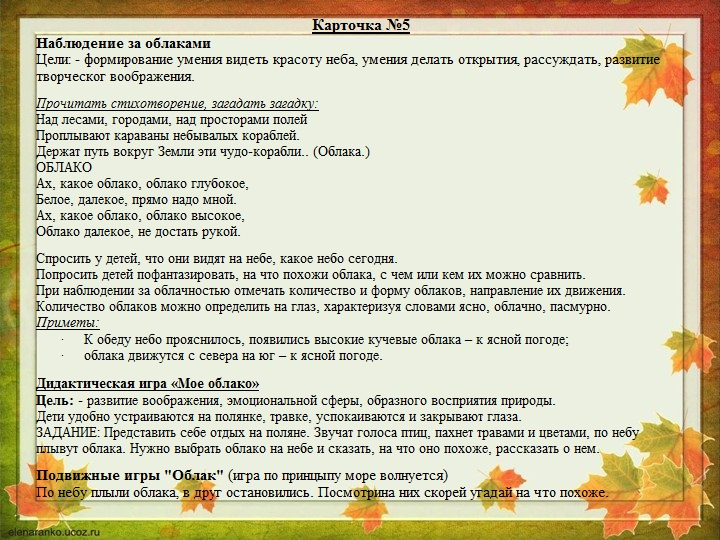 Карточка №5
Наблюдение за облаками
Цели: - формирование умения видеть красоту неба, умения делать открытия, рассуждать, развитие
творческог воображения.
Прочитать стихотворение, загадать загадку:
Над лесами, городами, над просторами полей
Проплывают караваны небывалых кораблей.
Держат путь вокруг Земли эти чудо-корабли.. (Облака.)
ОБЛАКО
Ах, какое облако, облако глубокое,
Белое, далекое, прямо надо мной.
Ах, какое облако, облако высокое,
Облако далекое, не достать рукой.
Спросить у детей, что они видят на небе, какое небо сегодня.
Попросить детей пофантазировать, на что похожи облака, с чем или кем их можно сравнить.
При наблюдении за облачностью отмечать количество и форму облаков, направление их движения.
Количество облаков можно определить на глаз, характеризуя словами ясно, облачно, пасмурно.
Приметы:
· К обеду небо прояснилось, появились высокие кучевые облака – к ясной погоде;
· облака движутся с севера на юг – к ясной погоде.
Дидактическая игра «Мое облако»
Цель: - развитие воображения, эмоциональной сферы, образного восприятия природы.
Дети удобно устраиваются на полянке, травке, успокаиваются и закрывают глаза.
ЗАДАНИЕ: Представить себе отдых на поляне. Звучат голоса птиц, пахнет травами и цветами, по небу
плывут облака. Нужно выбрать облако на небе и сказать, на что оно похоже, рассказать о нем.
Подвижные игры "Облак" (игра по принцыпу море волнуется)
По небу плыли облака, в друг остановились. Посмотрина них скорей угадай на что похоже.
elenaranko.ucoz.ru